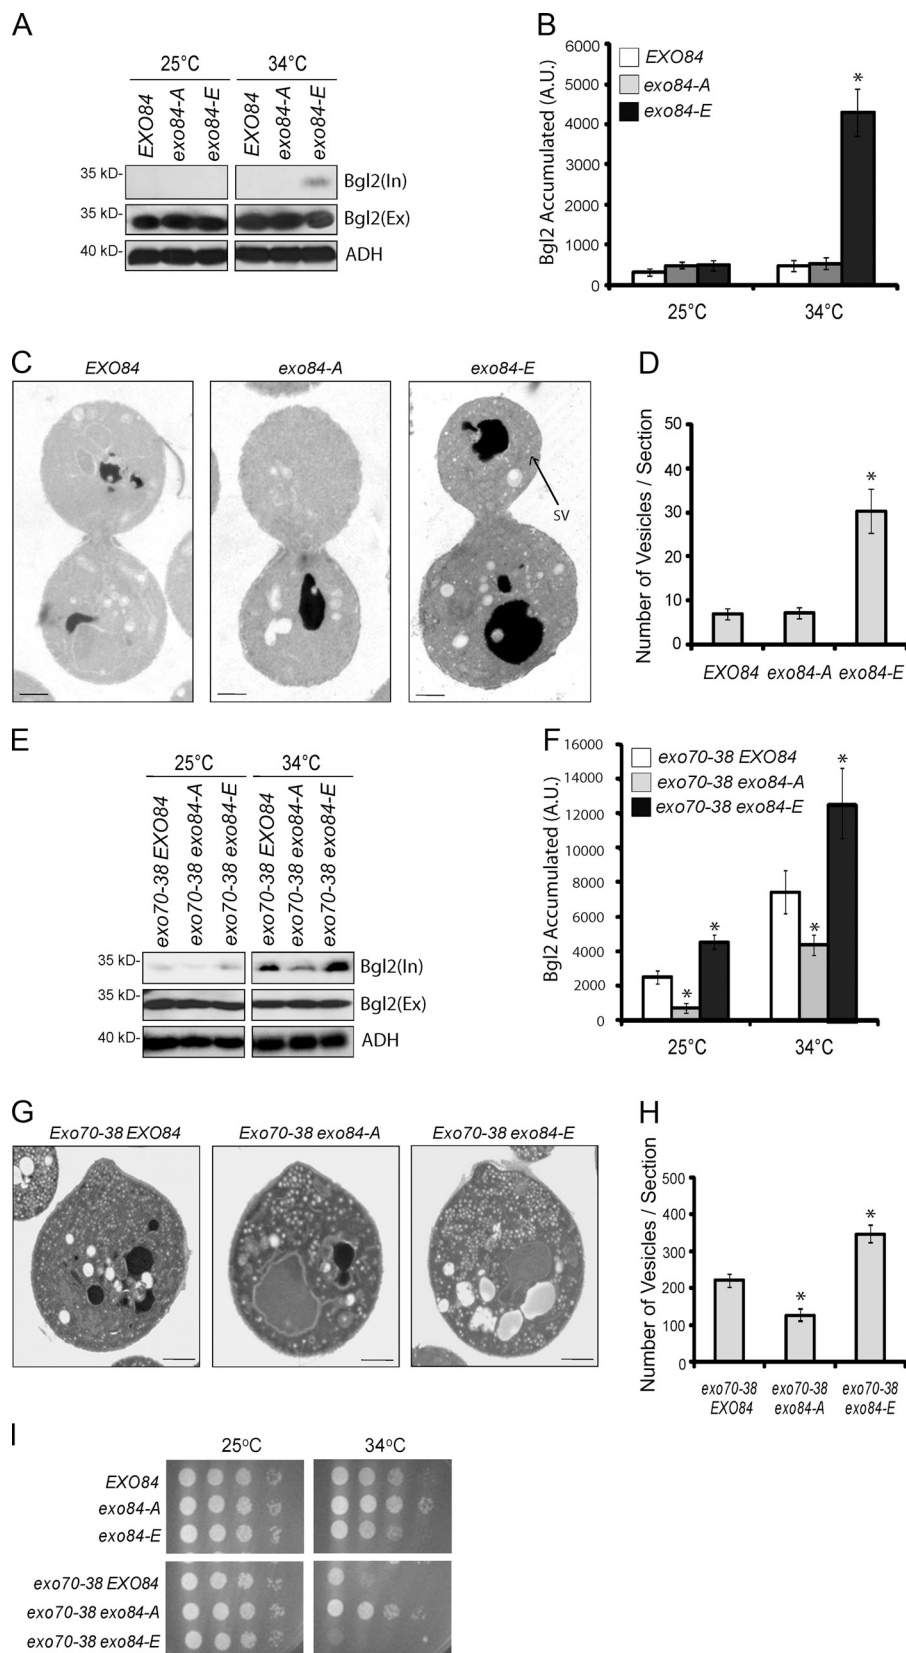 A
25°C 34°C
EXO84 exo84-A exo84-E EXO84 exo84-A exo84-E
35 kD- Bgl2(In)
35 kD- Bgl2(Ex)
40 kD- ADH
B
Bgl2 Accumulated (A.U.)
6000
5000
4000
3000
2000
1000
0
EXO84
exo84-A
exo84-E
*
25°C 34°C
C
EXO84 exo84-A exo84-E
SV
D
Number of Vesicles / Section
50
40
30
20
10
0
*
EXO84 exo84-A exo84-E
E
25°C 34°C
exo70-38 EXO84 exo70-38 exo84-A exo70-38 exo84-E exo70-38 EXO84 exo70-38 exo84-A exo70-38 exo84-E
35 kD- Bgl2(In)
35 kD- Bgl2(Ex)
40 kD- ADH
F
Bgl2 Accumulated (A.U.)
16000
14000
12000
10000
8000
6000
4000
2000
0
exo70-38 EXO84
exo70-38 exo84-A
exo70-38 exo84-E
* * * *
25°C 34°C
G
Exo70-38 EXO84 Exo70-38 exo84-A Exo70-38 exo84-E
H
Number of Vesicles / Section
500
400
300
200
100
0
* *
exo70-38 exo70-38 exo70-38
EXO84 exo84-A exo84-E
I
25°C 34°C
EXO84
exo84-A
exo84-E
exo70-38 EXO84
exo70-38 exo84-A
exo70-38 exo84-E